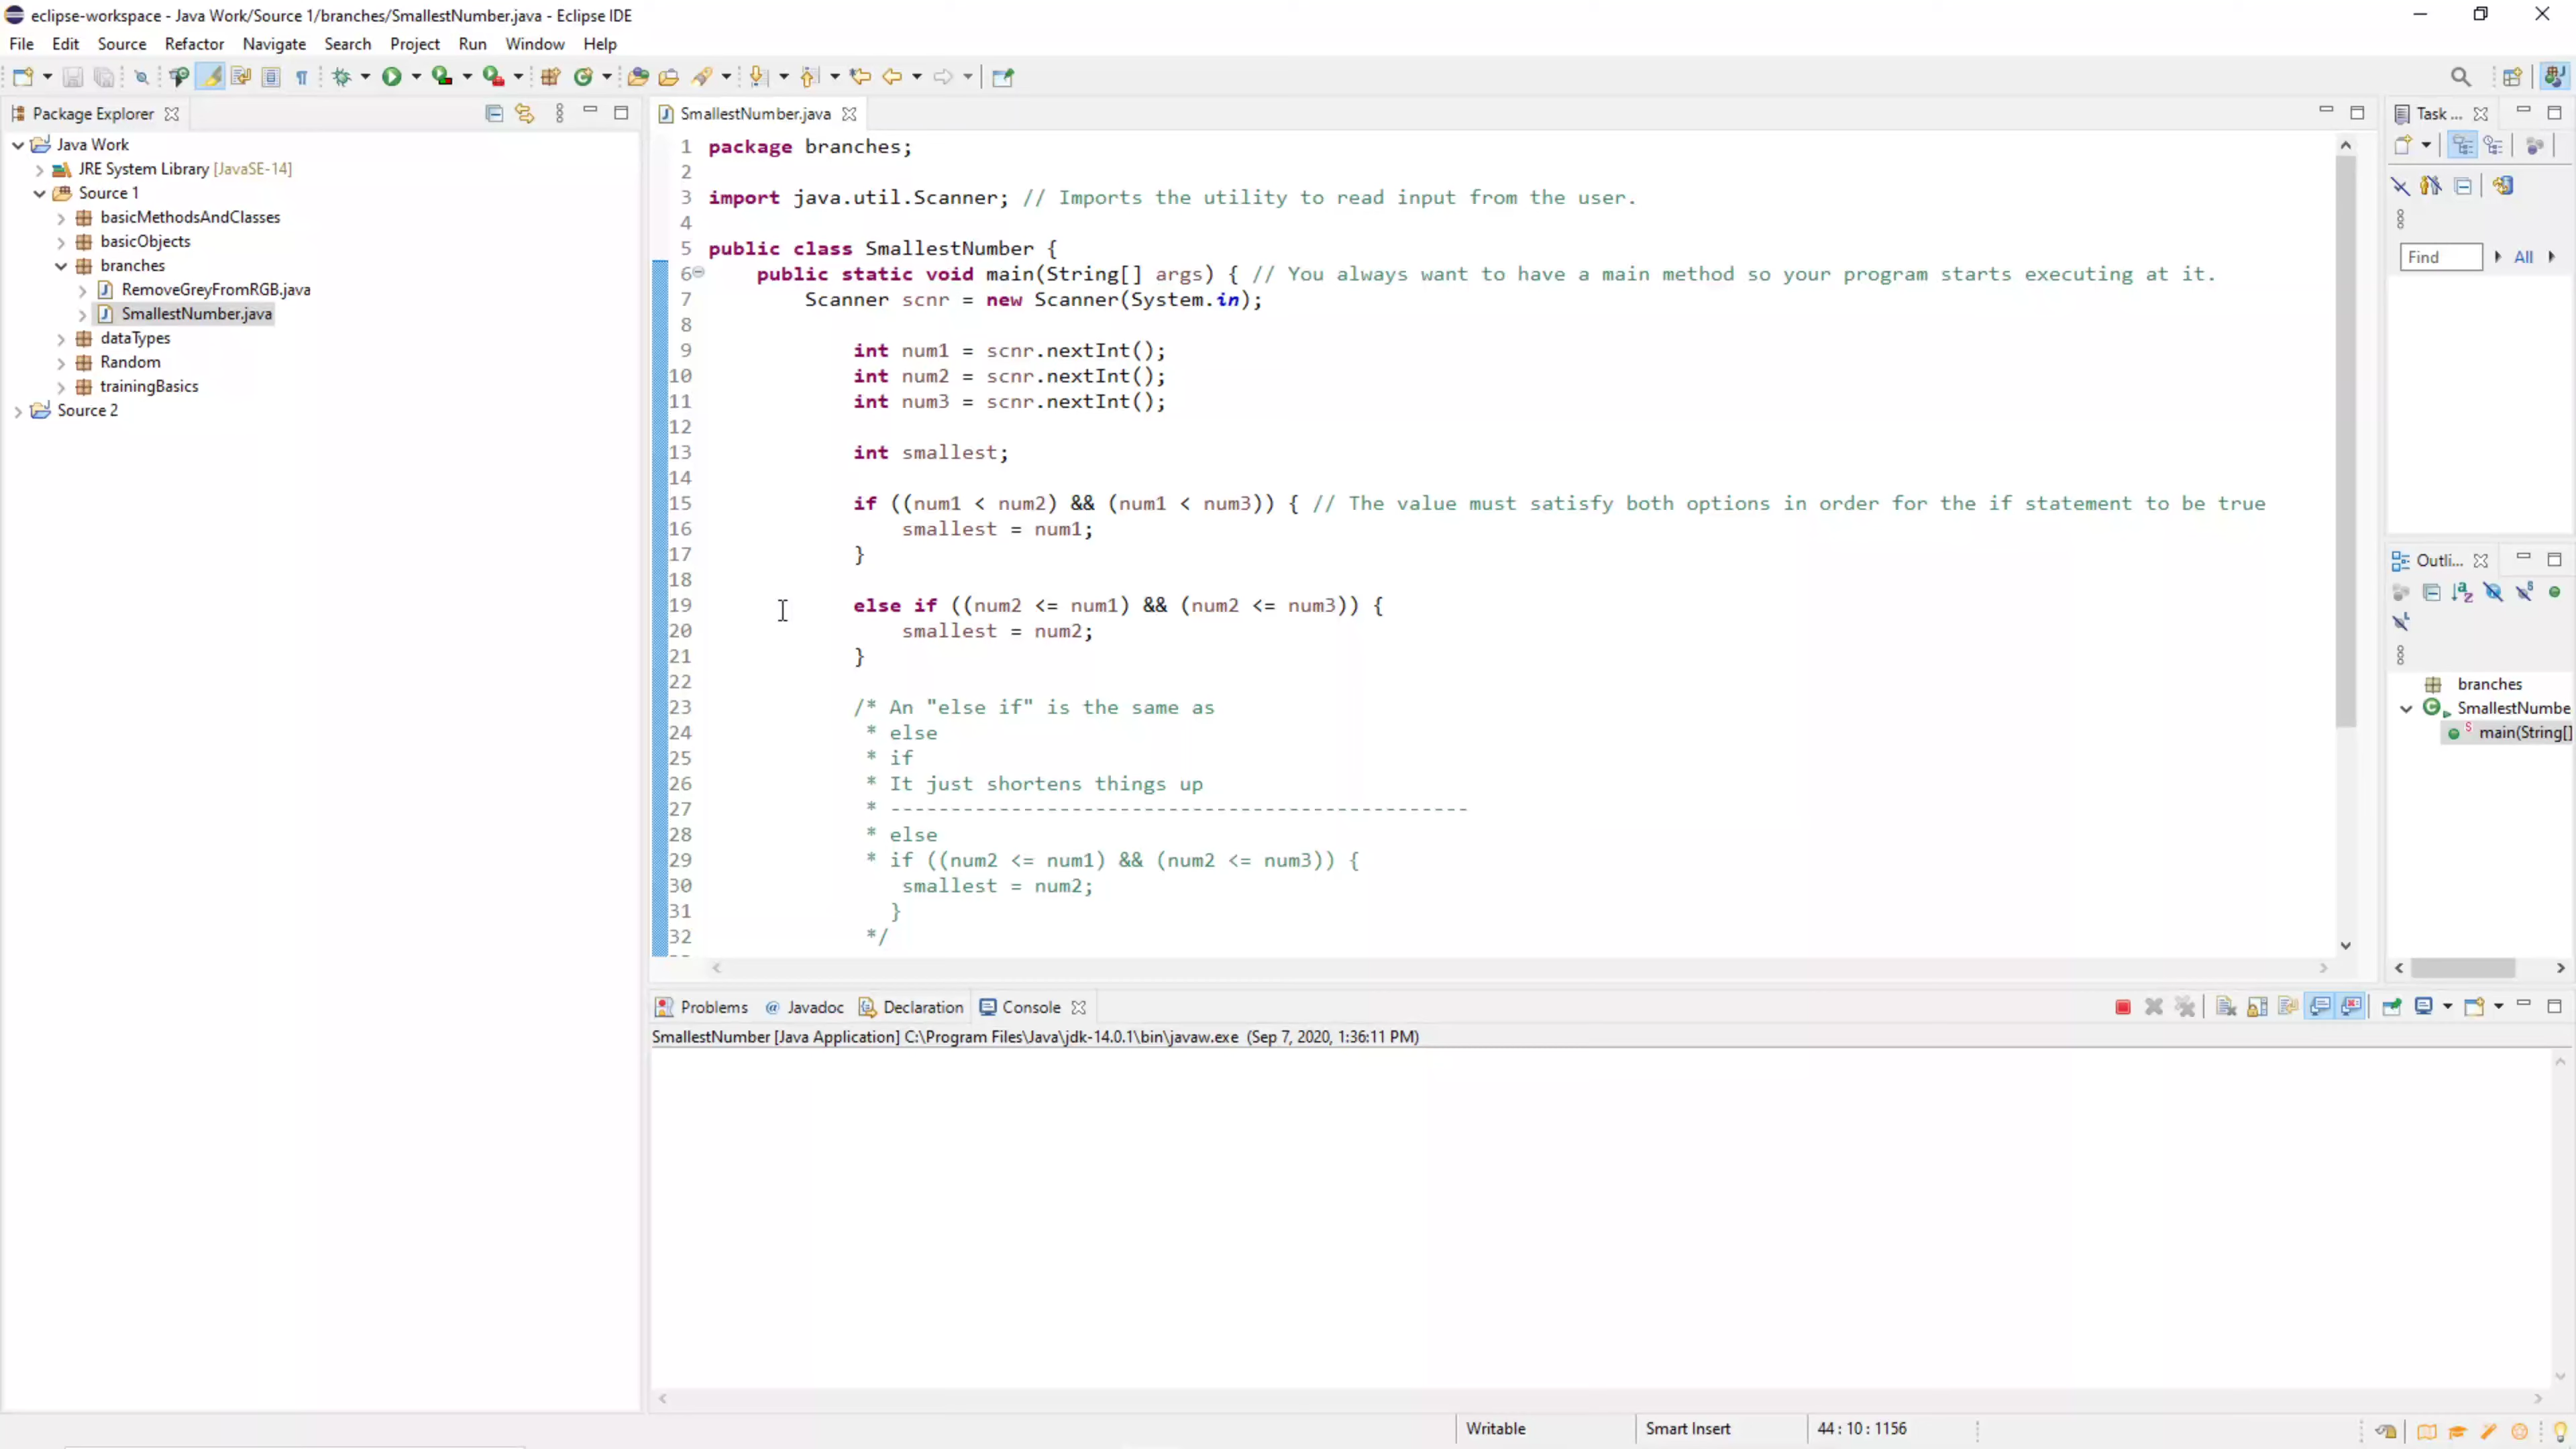 eclipse-workspace - Java Work/Source 1/branches/SmallestNumber.java - Eclipse IDE
File Edit Source Refactor Navigate Search Project Run Window Help
Package Explorer
Java Work
JRE System Library [JavaSE-14]
Source 1
basicMethodsAndClasses
basicObjects
branches
RemoveGreyFromRGB.java
SmallestNumber.java
dataTypes
Random
trainingBasics
Source 2
SmallestNumber.java
1 package branches;
2
3 import java.util.Scanner; // Imports the utility to read input from the user.
4
5 public class SmallestNumber {
6 public static void main(String[] args) { // You always want to have a main method so your program starts executing at it.
7 Scanner scnr = new Scanner(System.in);
8
9 int num1 = scnr.nextInt();
10 int num2 = scnr.nextInt();
11 int num3 = scnr.nextInt();
12
13 int smallest;
14
15 if ((num1 < num2) && (num1 < num3)) { // The value must satisfy both options in order for the if statement to be true
16 smallest = num1;
17 }
18
19 else if ((num2 <= num1) && (num2 <= num3)) {
20 smallest = num2;
21 }
22
23 /* An "else if" is the same as
24 * else
25 * if
26 * It just shortens things up
27 * ------------------------------------------------
28 * else
29 * if ((num2 <= num1) && (num2 <= num3)) {
30 smallest = num2;
31 }
32 */
Task ...
Find All
Outli...
branches
SmallestNumbe
main(String[]
Problems @ Javadoc Declaration Console
SmallestNumber [Java Application] C:\Program Files\Java\jdk-14.0.1\bin\javaw.exe (Sep 7, 2020, 1:36:11 PM)
Writable Smart Insert 44 : 10 : 1156